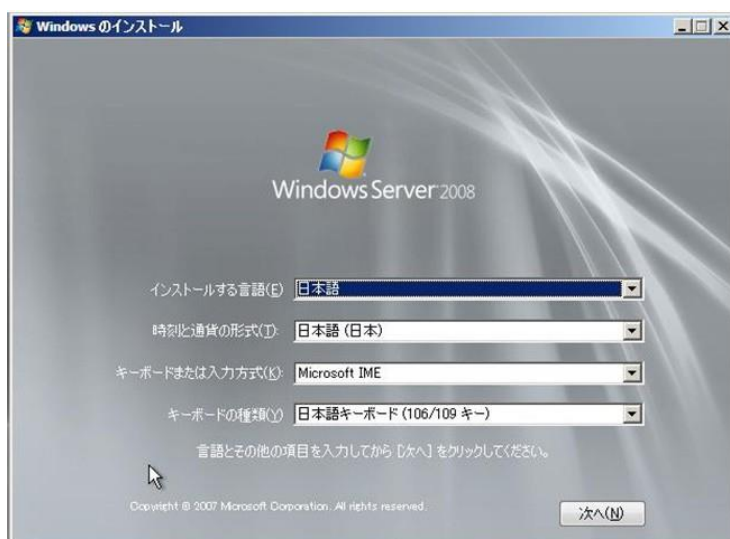 Windows のインストール
Windows Server 2008
インストールする言語(E) 日本語
時刻と通貨の形式(T): 日本語 (日本)
キーボードまたは入力方式(K): Microsoft IME
キーボードの種類(Y) 日本語キーボード (106/109 キー)
言語とその他の項目を入力してから [次へ] をクリックしてください。
Copyright © 2007 Microsoft Corporation. All rights reserved.
次へ(N)